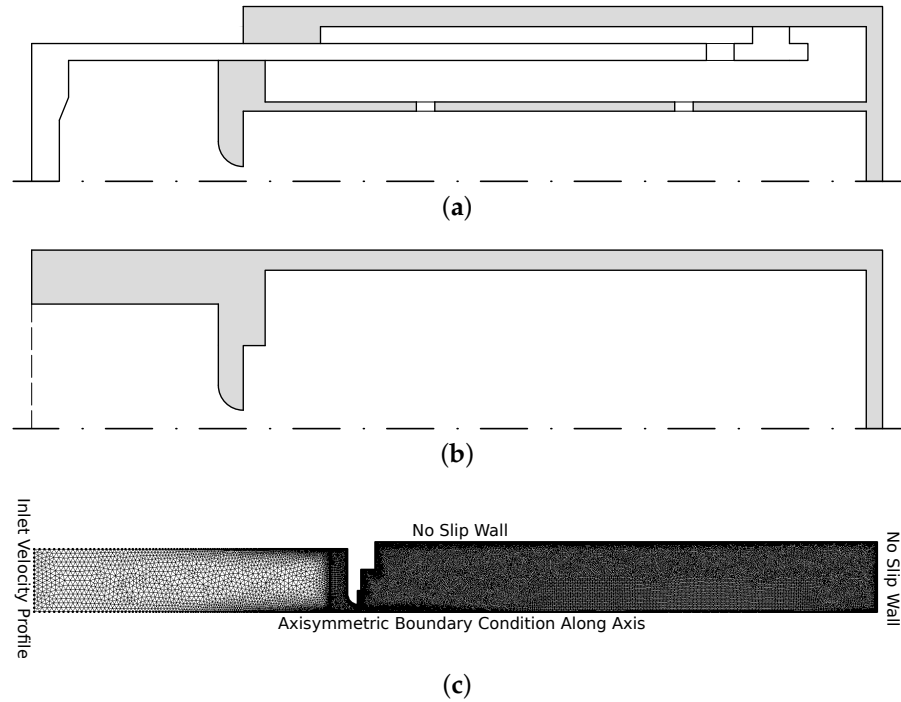 (a)
(b)
Inlet Velocity Profile
No Slip Wall
No Slip Wall
Axisymmetric Boundary Condition Along Axis
(c)